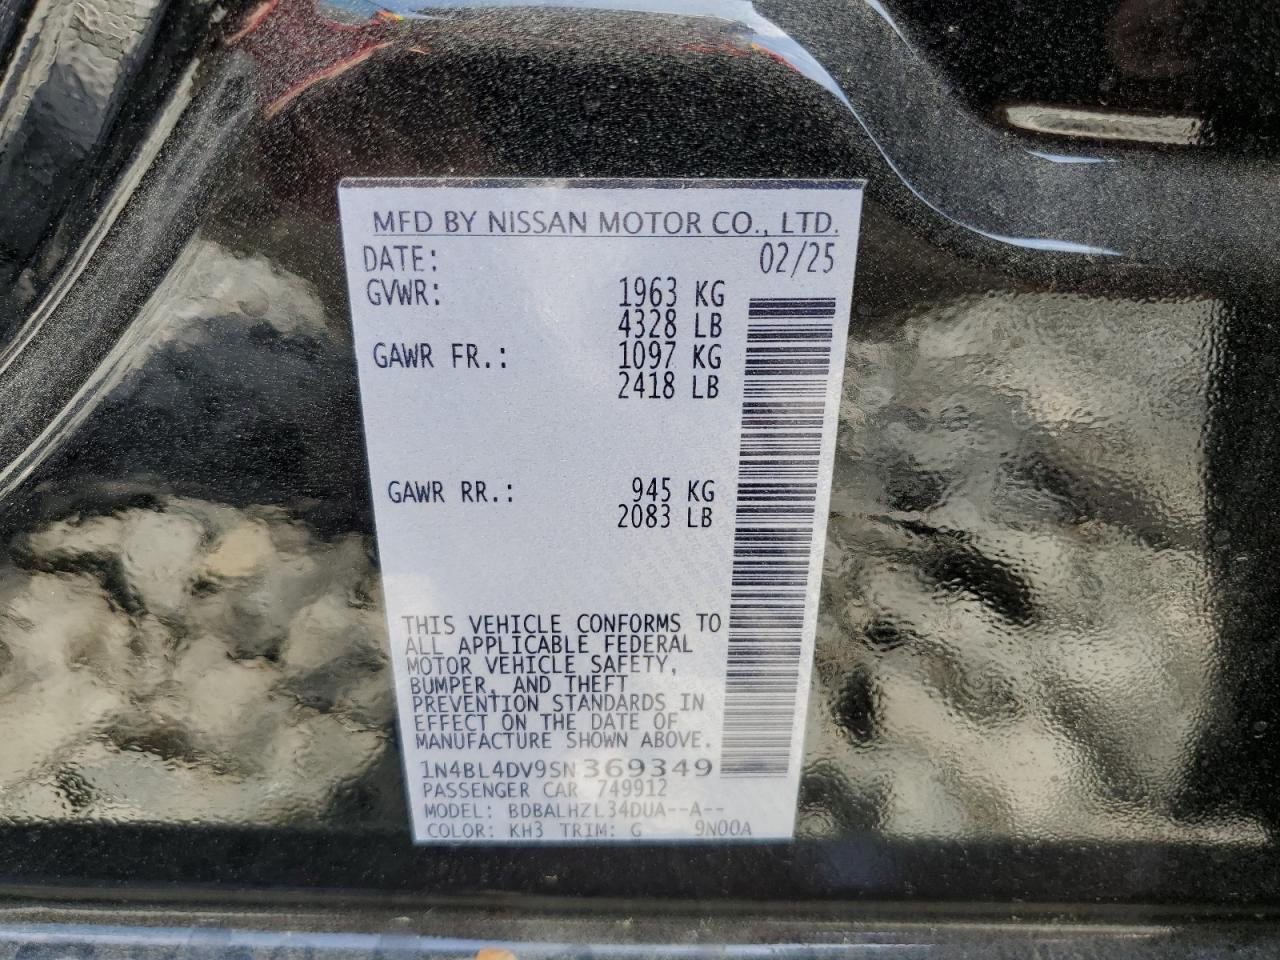 MFD BY NISSAN MOTOR CO., LTD.
DATE: 02/25
GVWR: 1963 KG
4328 LB
GAWR FR.: 1097 KG
2418 LB
GAWR RR.: 945 KG
2083 LB
THIS VEHICLE CONFORMS TO
ALL APPLICABLE FEDERAL
MOTOR VEHICLE SAFETY,
BUMPER, AND THEFT
PREVENTION STANDARDS IN
EFFECT ON THE DATE OF
MANUFACTURE SHOWN ABOVE.
1N4BL4DV9SN369349
PASSENGER CAR 749912
MODEL: BDBALHZL34DUA--A--
COLOR: KH3 TRIM: G 9N00A